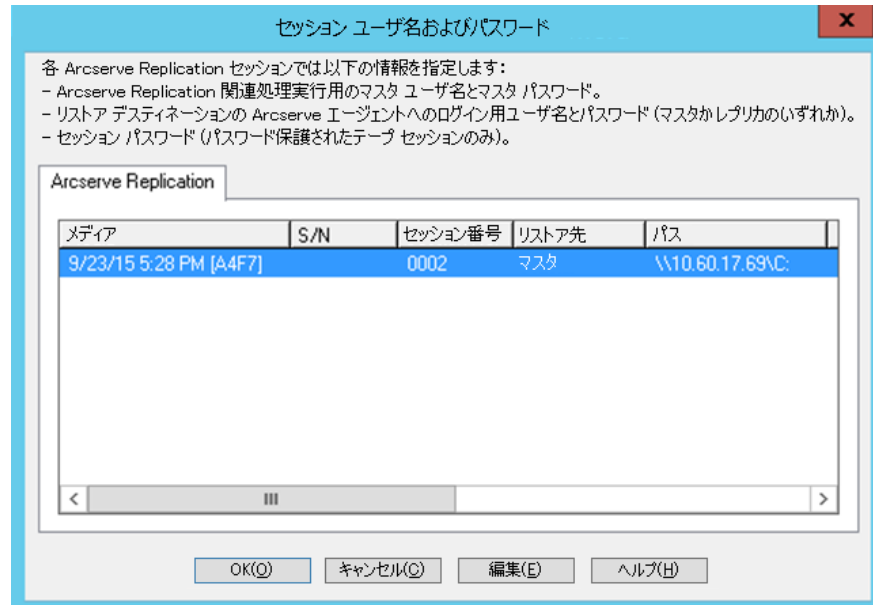 セッション ユーザ名およびパスワード
x
各 Arcserve Replication セッションでは以下の情報を指定します:
- Arcserve Replication 関連処理実行用のマスタ ユーザ名とマスタ パスワード。
- リストア デスティネーションの Arcserve エージェントへのログイン用ユーザ名とパスワード (マスタかレプリカのいずれか)。
- セッション パスワード (パスワード保護されたテープ セッションのみ)。
Arcserve Replication
メディア S/N セッション番号 リストア先 パス
9/23/15 5:28 PM [A4F7] 0002 マスタ \\10.60.17.69\C:
OK(O) キャンセル(C) 編集(E) ヘルプ(H)